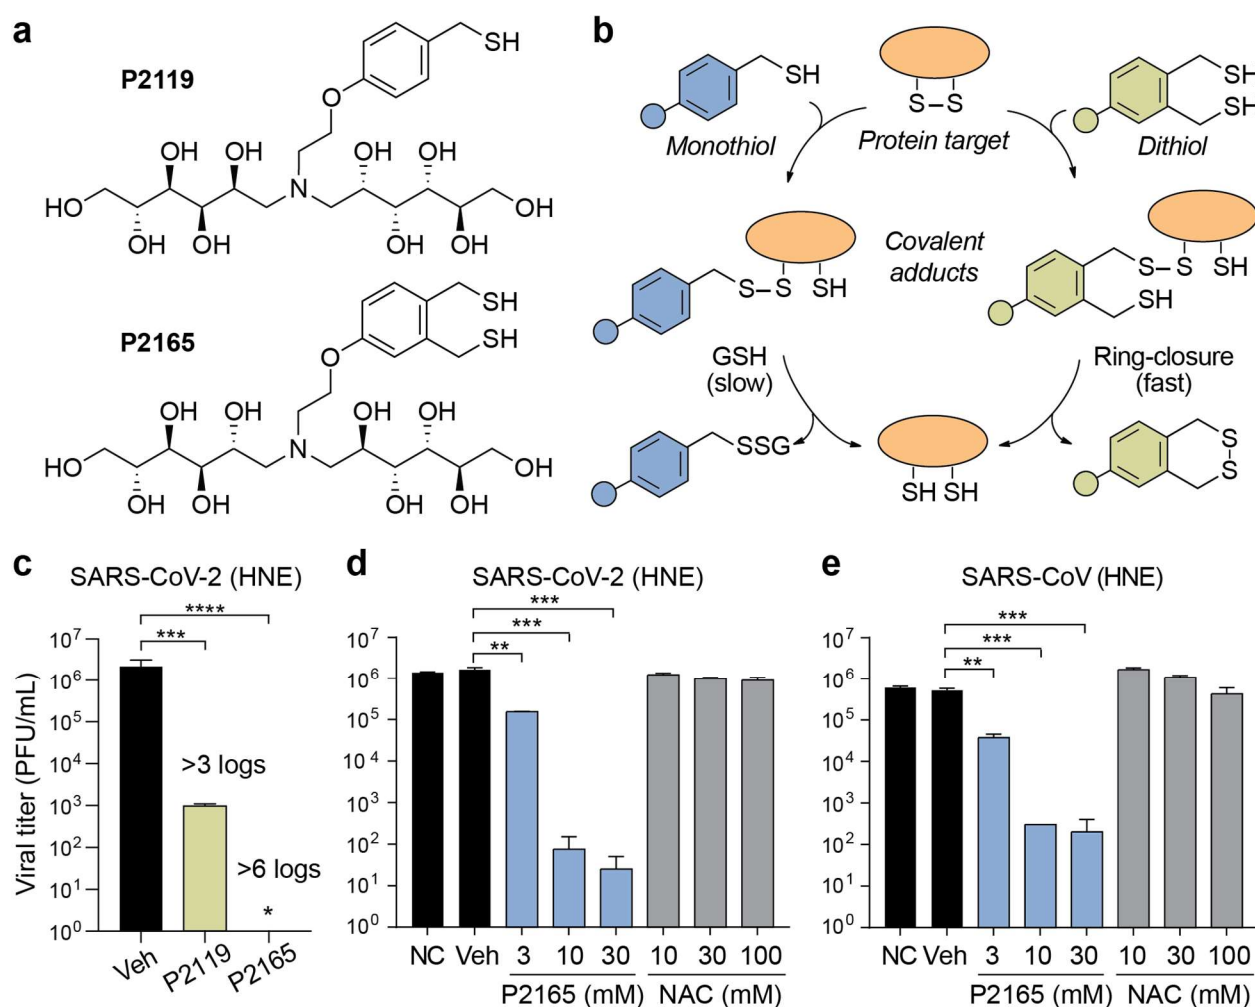 a
P2119
SH
O
OH OH OH OH
HO N OH
OH OH OH OH
P2165
SH
SH
O
OH OH OH OH
HO N OH
OH OH OH OH
b
SH
S–S
SH
SH
Monothiol
Protein target
Dithiol
Covalent
adducts
S–S SH
S–S SH
SH
GSH
(slow)
Ring-closure
(fast)
SSG
SH SH
S
S
c
SARS-CoV-2 (HNE)
****
***
Viral titer (PFU/mL)
10⁷
10⁶
10⁵
10⁴
10³
10²
10¹
10⁰
>3 logs
>6 logs
*
Veh P2119 P2165
d
SARS-CoV-2 (HNE)
***
***
**
10⁷
10⁶
10⁵
10⁴
10³
10²
10¹
10⁰
NC Veh 3 10 30 10 30 100
P2165 (mM) NAC (mM)
e
SARS-CoV (HNE)
***
***
**
10⁷
10⁶
10⁵
10⁴
10³
10²
10¹
10⁰
NC Veh 3 10 30 10 30 100
P2165 (mM) NAC (mM)